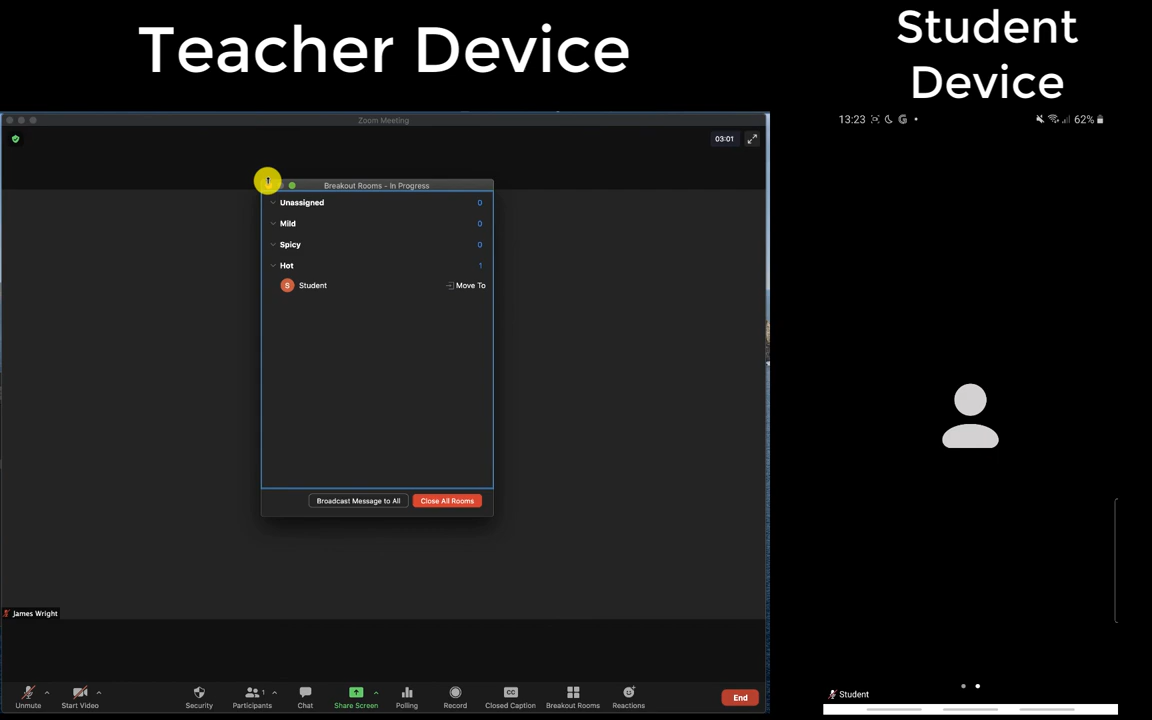 Teacher Device
Student
Device
Zoom Meeting
13:23
62%
03:01
Breakout Rooms - In Progress
Unassigned 0
Mild 0
Spicy 0
Hot 1
S Student Move To
Broadcast Message to All Close All Rooms
James Wright
Student
1
CC
Unmute Start Video Security Participants Chat Share Screen Polling Record Closed Caption Breakout Rooms Reactions End